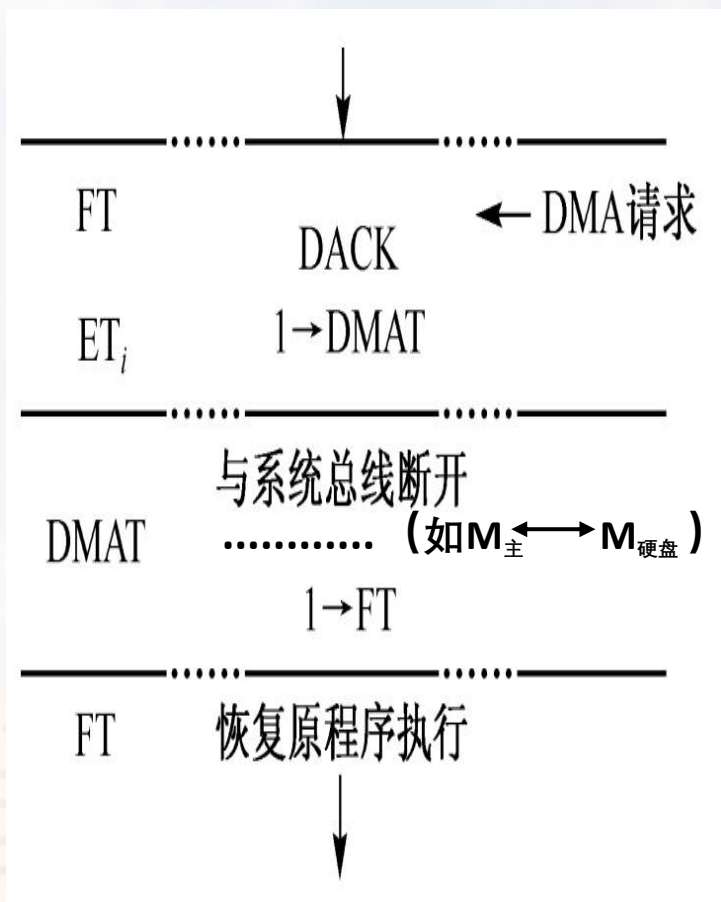 FT ← DMA请求
DACK
ETᵢ 1→DMAT
与系统总线断开
DMAT ………… (如M主⟷M硬盘)
1→FT
FT 恢复原程序执行